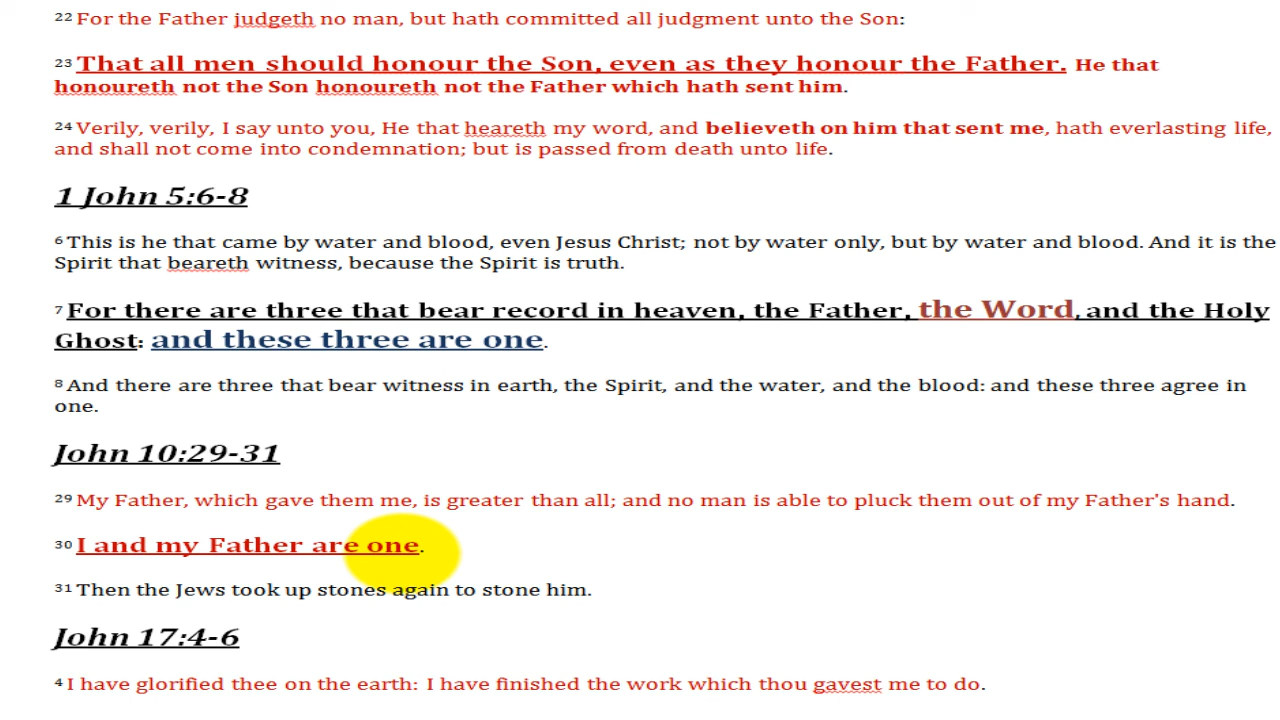 22 For the Father judgeth no man, but hath committed all judgment unto the Son:
23 That all men should honour the Son, even as they honour the Father. He that
honoureth not the Son honoureth not the Father which hath sent him.
24 Verily, verily, I say unto you, He that heareth my word, and believeth on him that sent me, hath everlasting life,
and shall not come into condemnation; but is passed from death unto life.
1 John 5:6-8
6 This is he that came by water and blood, even Jesus Christ; not by water only, but by water and blood. And it is the
Spirit that beareth witness, because the Spirit is truth.
7 For there are three that bear record in heaven, the Father, the Word, and the Holy
Ghost: and these three are one.
8 And there are three that bear witness in earth, the Spirit, and the water, and the blood: and these three agree in
one.
John 10:29-31
29 My Father, which gave them me, is greater than all; and no man is able to pluck them out of my Father's hand.
30 I and my Father are one.
31 Then the Jews took up stones again to stone him.
John 17:4-6
4 I have glorified thee on the earth: I have finished the work which thou gavest me to do.